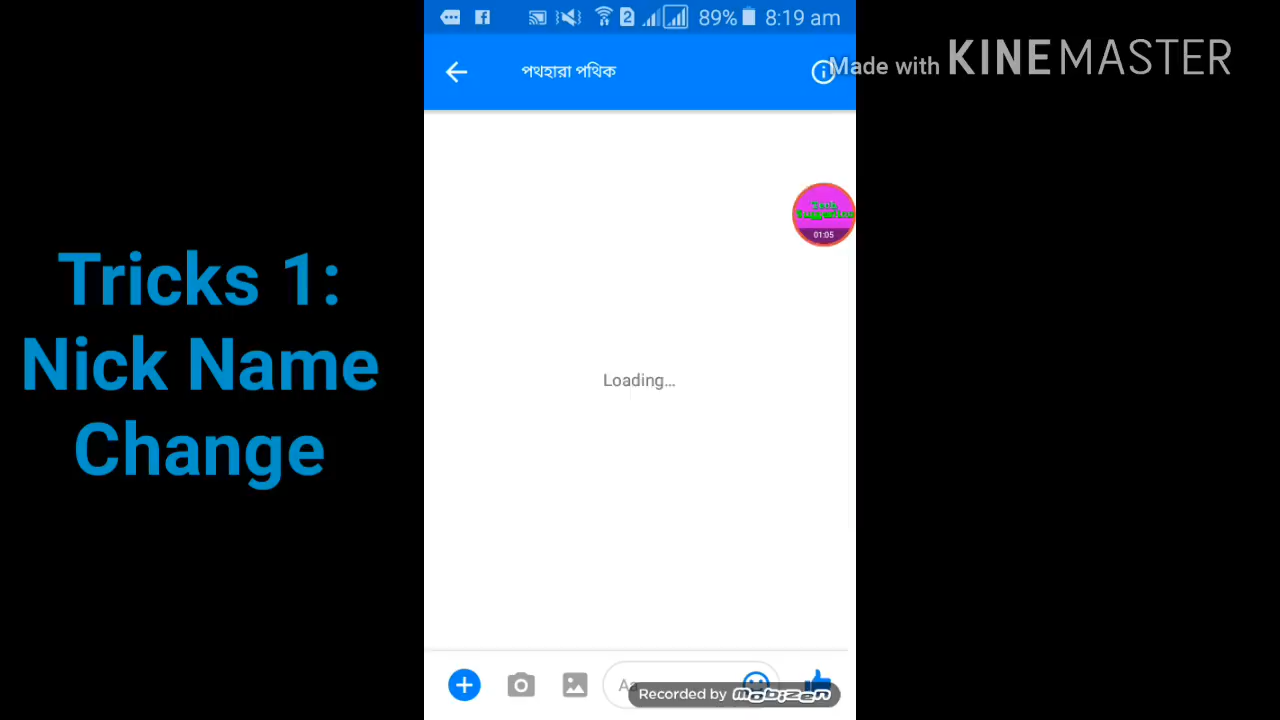 89% 8:19 am
পথহারা পথিক
Made with KINEMASTER
01:05
Tricks 1:
Nick Name
Change
Loading...
Recorded by mobizen